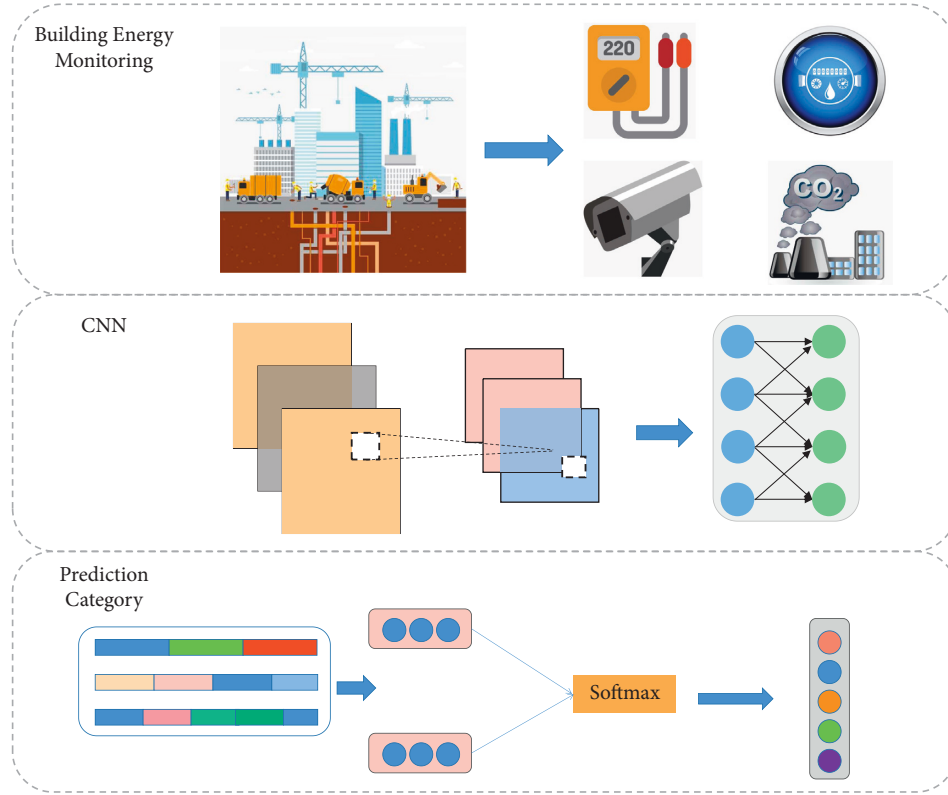 Building Energy
Monitoring
220
CO2
CNN
Prediction
Category
Softmax